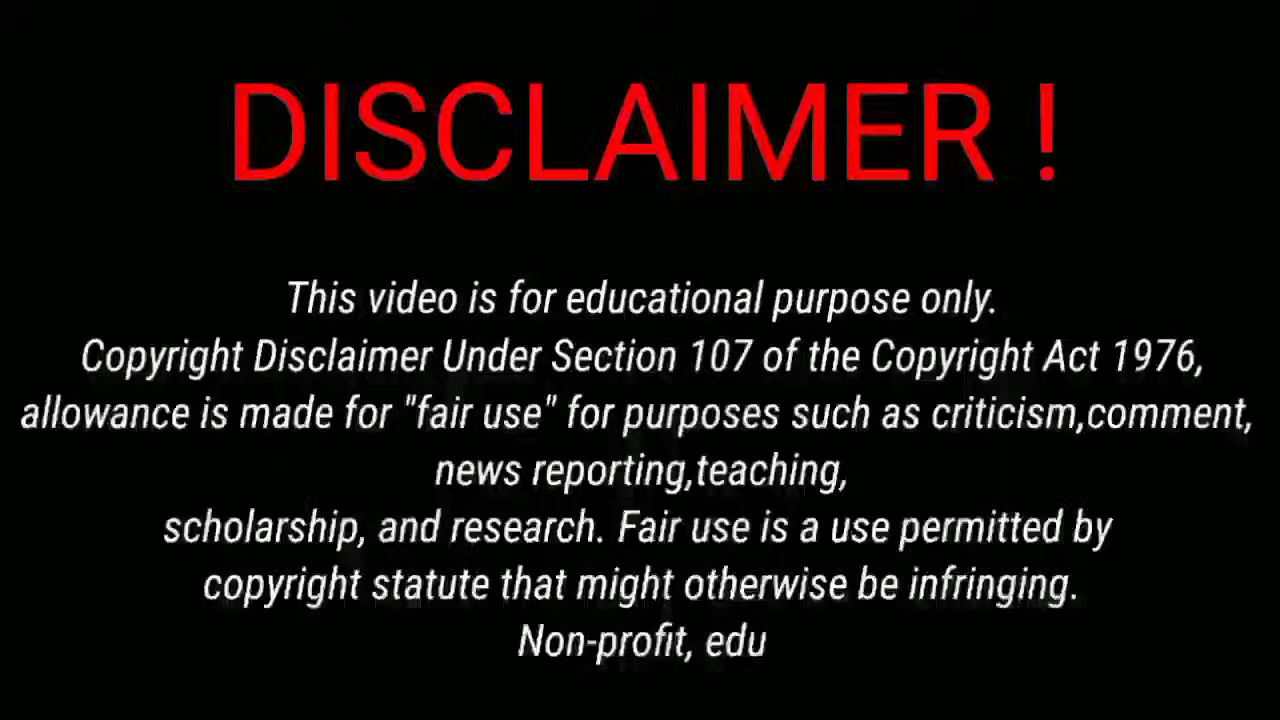 DISCLAIMER !
This video is for educational purpose only.
Copyright Disclaimer Under Section 107 of the Copyright Act 1976,
allowance is made for "fair use" for purposes such as criticism,comment,
news reporting,teaching,
scholarship, and research. Fair use is a use permitted by
copyright statute that might otherwise be infringing.
Non-profit, edu